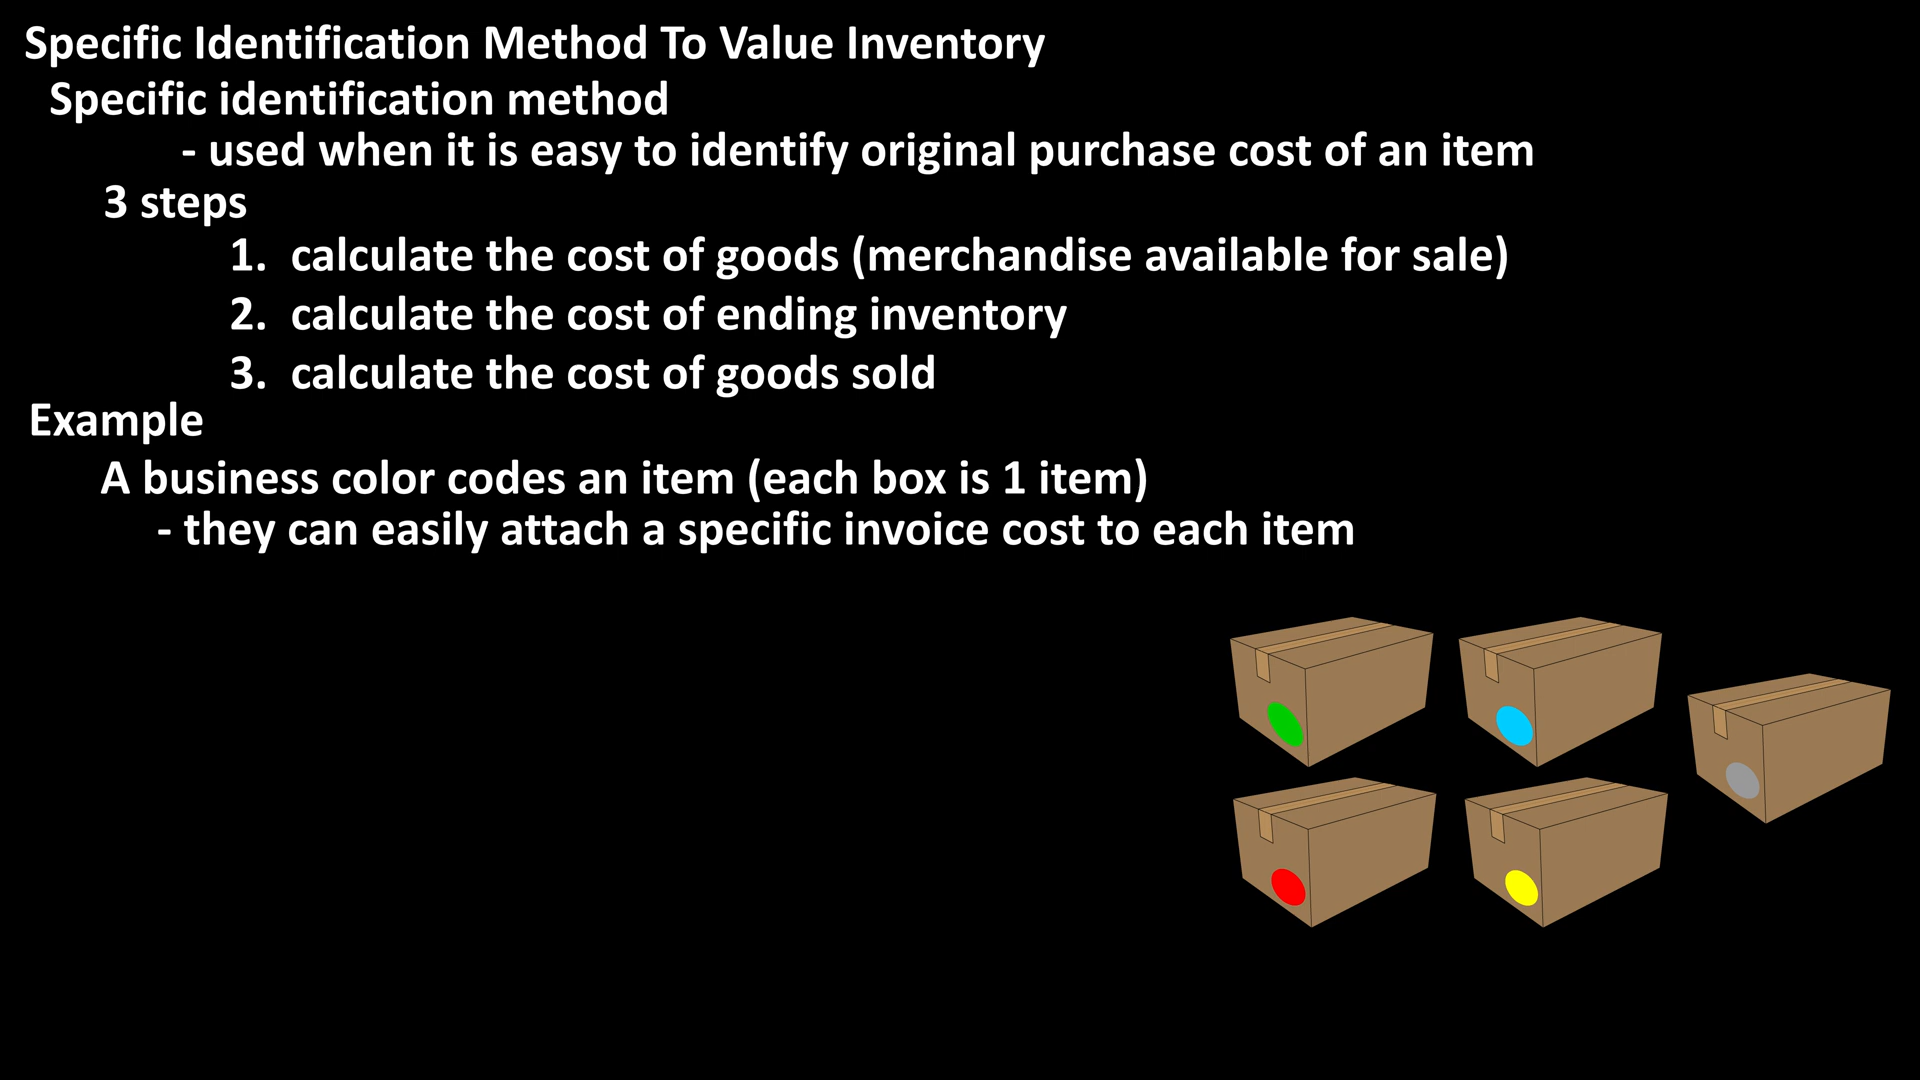 Specific Identification Method To Value Inventory
Specific identification method
- used when it is easy to identify original purchase cost of an item
3 steps
1. calculate the cost of goods (merchandise available for sale)
2. calculate the cost of ending inventory
3. calculate the cost of goods sold
Example
A business color codes an item (each box is 1 item)
- they can easily attach a specific invoice cost to each item